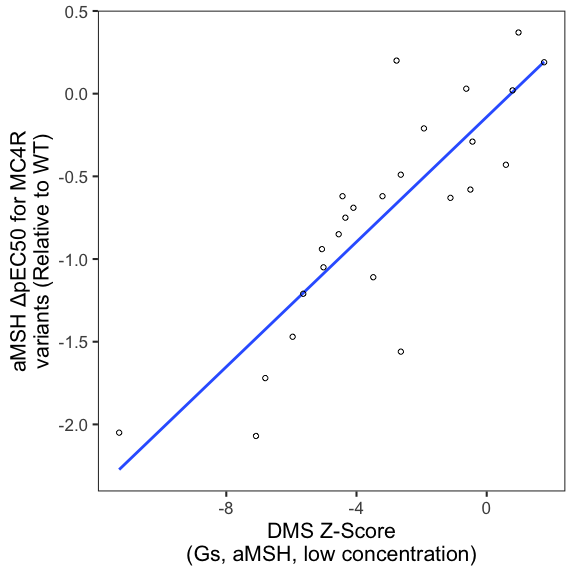 0.5
0.0
-0.5
-1.0
-1.5
-2.0
aMSH ΔpEC50 for MC4R
variants (Relative to WT)
-8 -4 0
DMS Z-Score
(Gs, aMSH, low concentration)